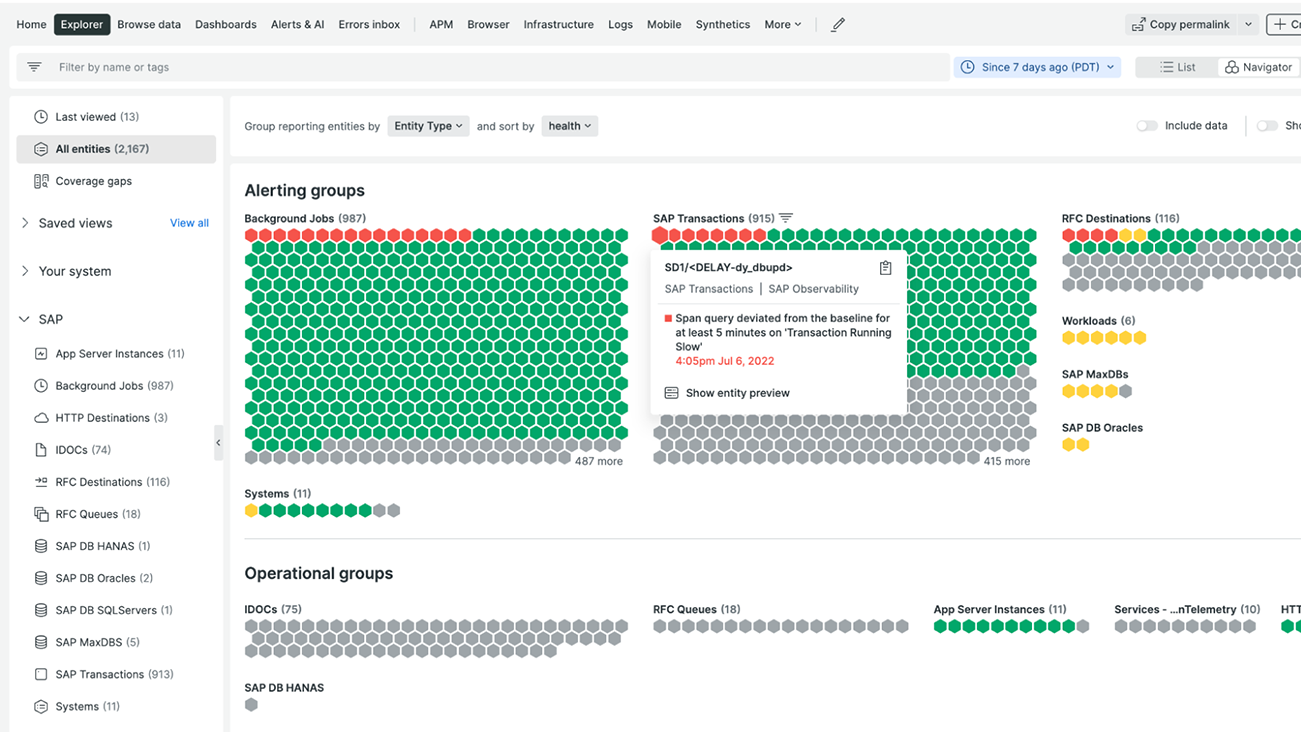 Home Explorer Browse data Dashboards Alerts & AI Errors inbox APM Browser Infrastructure Logs Mobile Synthetics More Copy permalink
Filter by name or tags Since 7 days ago (PDT) List Navigator
Last viewed (13)
All entities (2,167)
Coverage gaps
Saved views View all
Your system
SAP
App Server Instances (11)
Background Jobs (987)
HTTP Destinations (3)
IDOCs (74)
RFC Destinations (116)
RFC Queues (18)
SAP DB HANAS (1)
SAP DB Oracles (2)
SAP DB SQLServers (1)
SAP MaxDBS (5)
SAP Transactions (913)
Systems (11)
Group reporting entities by Entity Type and sort by health Include data
Alerting groups
Background Jobs (987) SAP Transactions (915) RFC Destinations (116)
SD1/<DELAY-dy_dbupd>
SAP Transactions | SAP Observability
Span query deviated from the baseline for
at least 5 minutes on 'Transaction Running
Slow'
4:05pm Jul 6, 2022
Show entity preview
Workloads (6)
SAP MaxDBs
SAP DB Oracles
487 more 415 more
Systems (11)
Operational groups
IDOCs (75) RFC Queues (18) App Server Instances (11) Services - ...nTelemetry (10) HTT
SAP DB HANAS